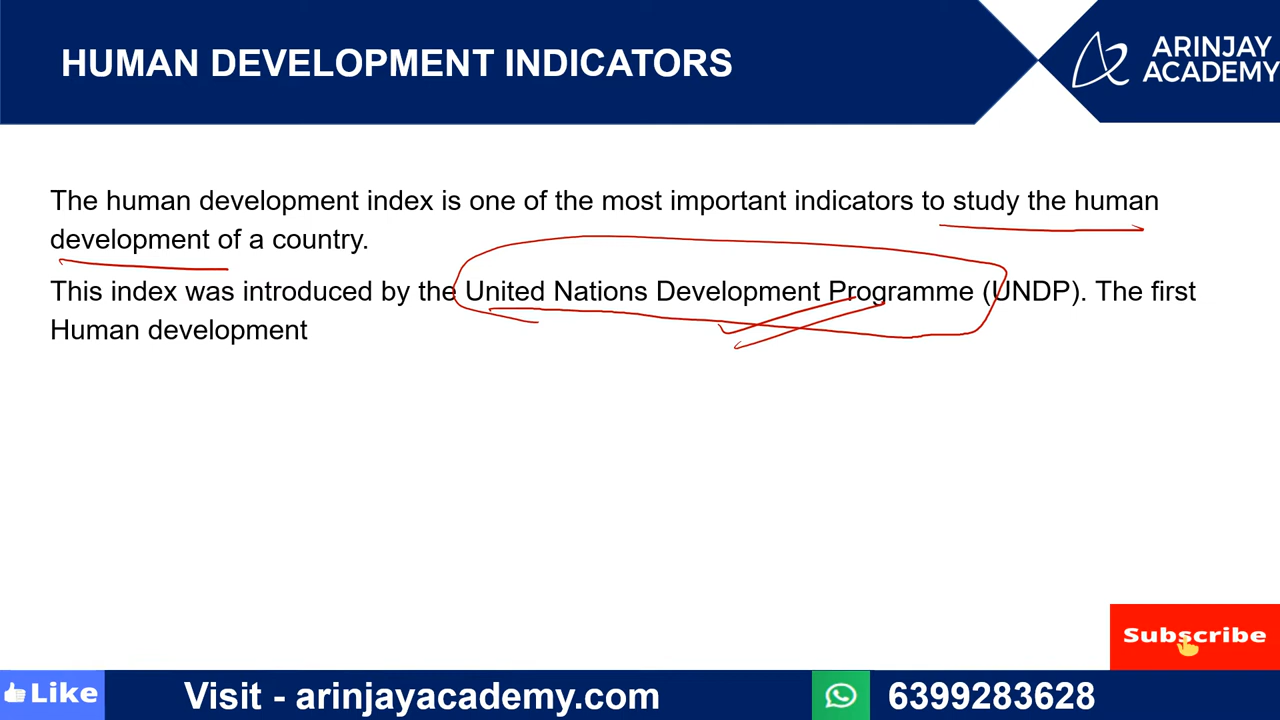 HUMAN DEVELOPMENT INDICATORS
ARINJAY
ACADEMY
The human development index is one of the most important indicators to study the human
development of a country.
This index was introduced by the United Nations Development Programme (UNDP). The first
Human development
Subscribe
Like
Visit - arinjayacademy.com
6399283628